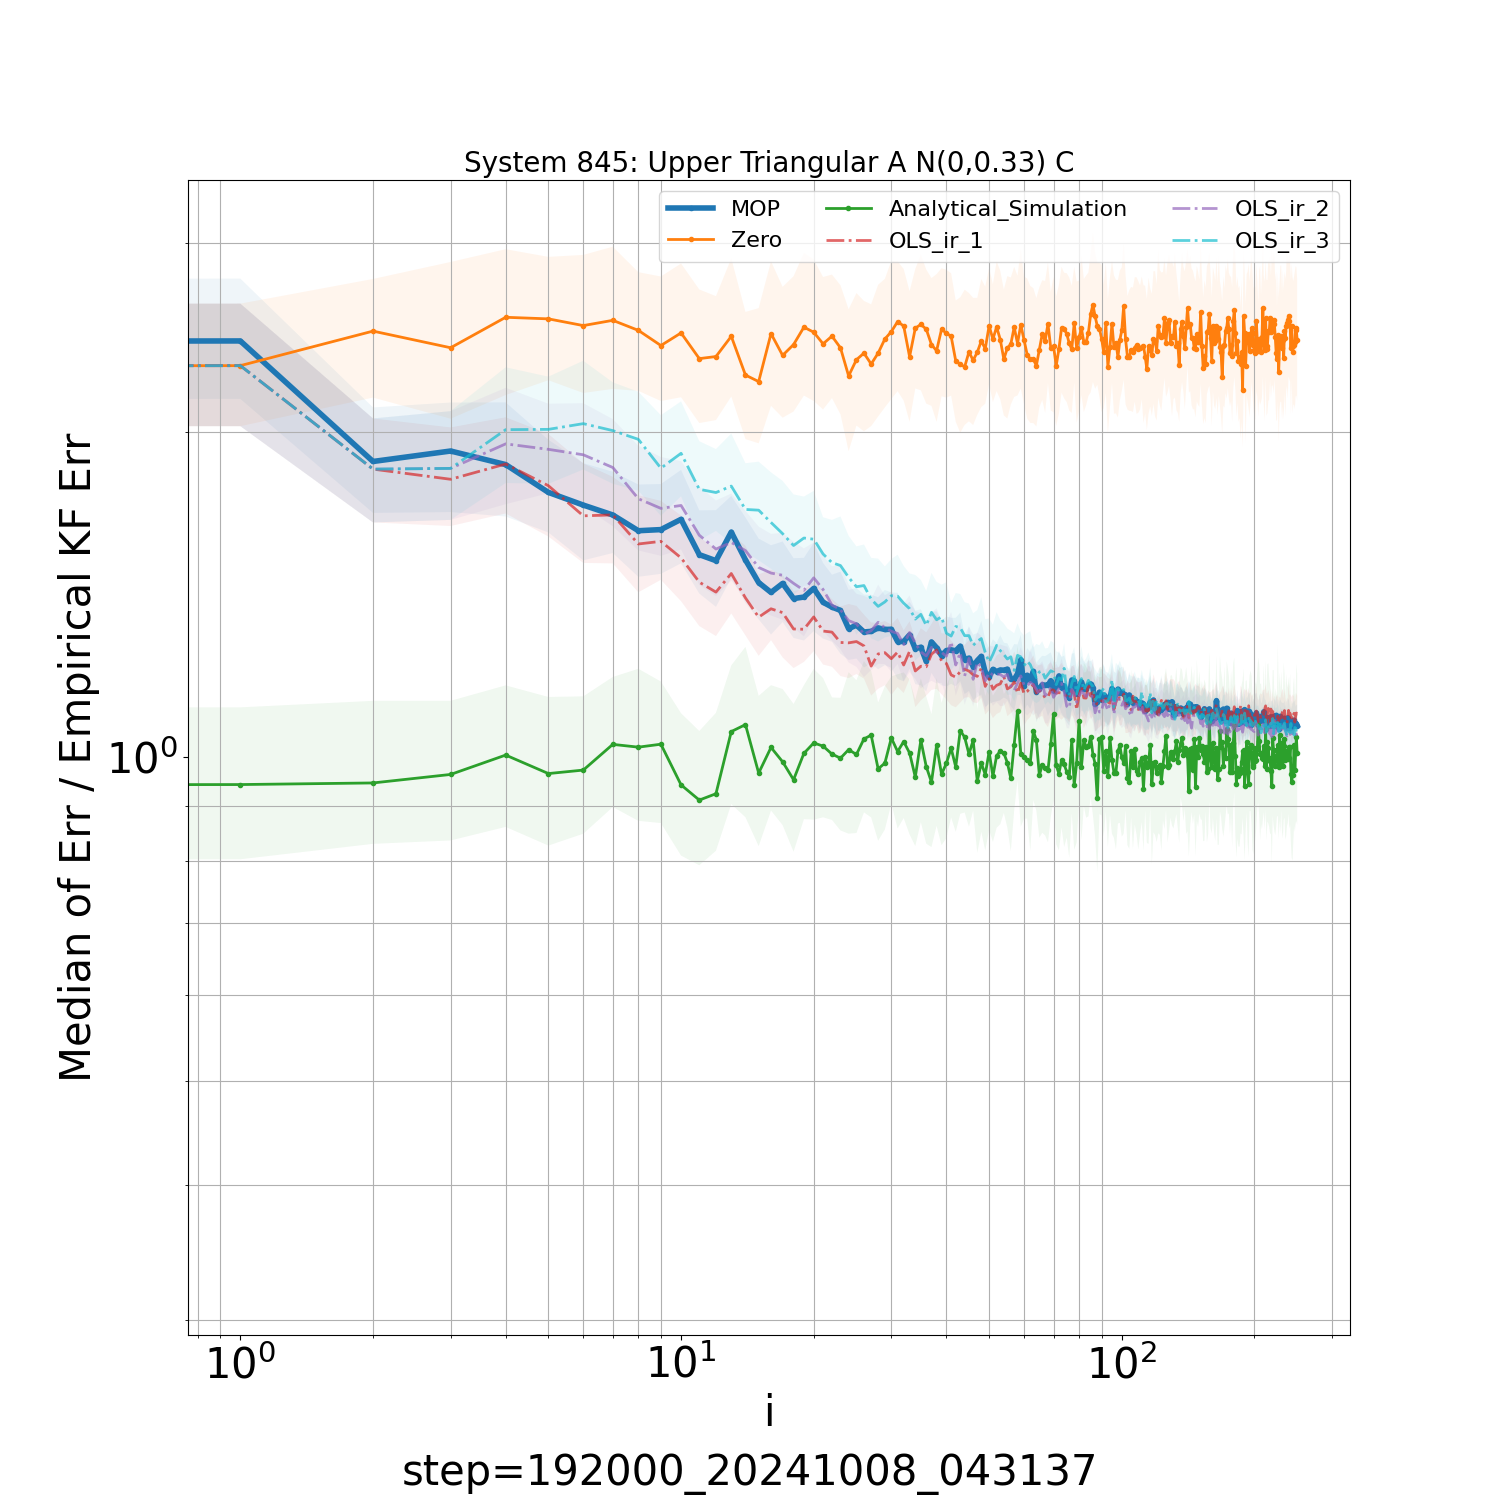 System 845: Upper Triangular A N(0,0.33) C
MOP
Zero
Analytical_Simulation
OLS_ir_1
OLS_ir_2
OLS_ir_3
Median of Err / Empirical KF Err
10⁰
10⁰
10¹
10²
i
step=192000_20241008_043137